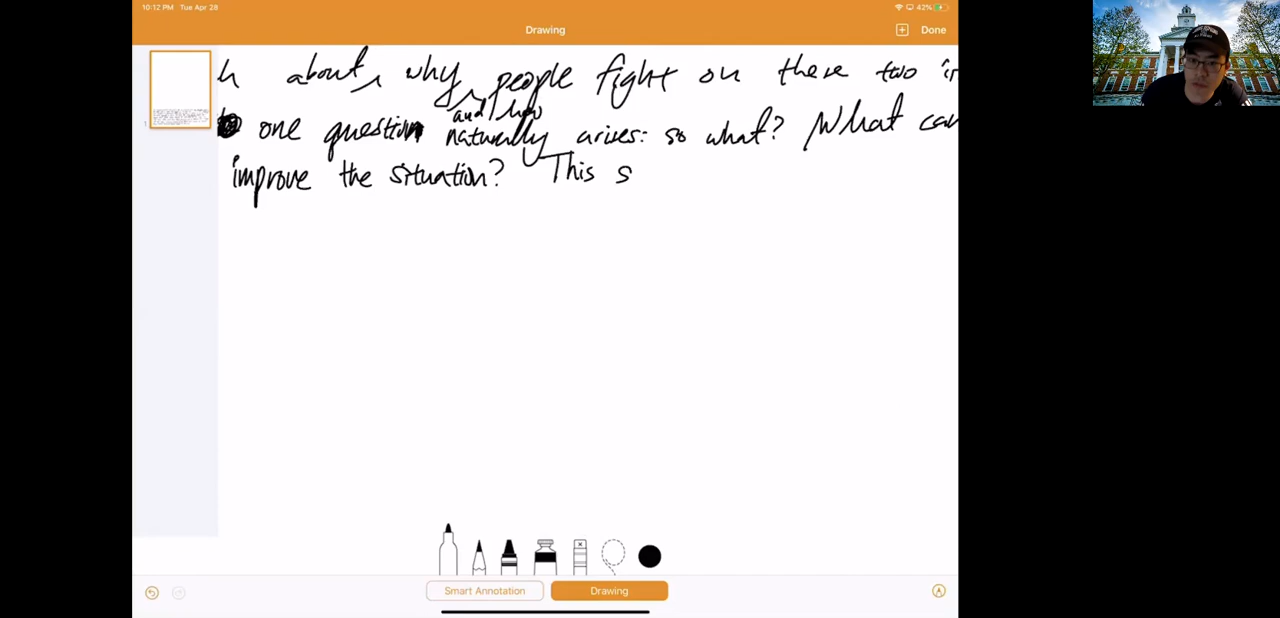 10:12 PM Tue Apr 28
42%
Drawing
Done
about, why people fight on these two
and how
one question naturally arises: so what? What can
improve the situation? This s
Smart Annotation
Drawing